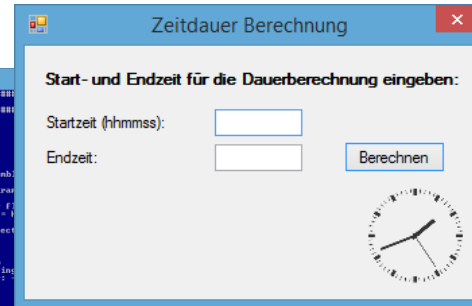 Zeitdauer Berechnung
Start- und Endzeit für die Dauerberechnung eingeben:
Startzeit (hhmmss):
Endzeit:
Berechnen